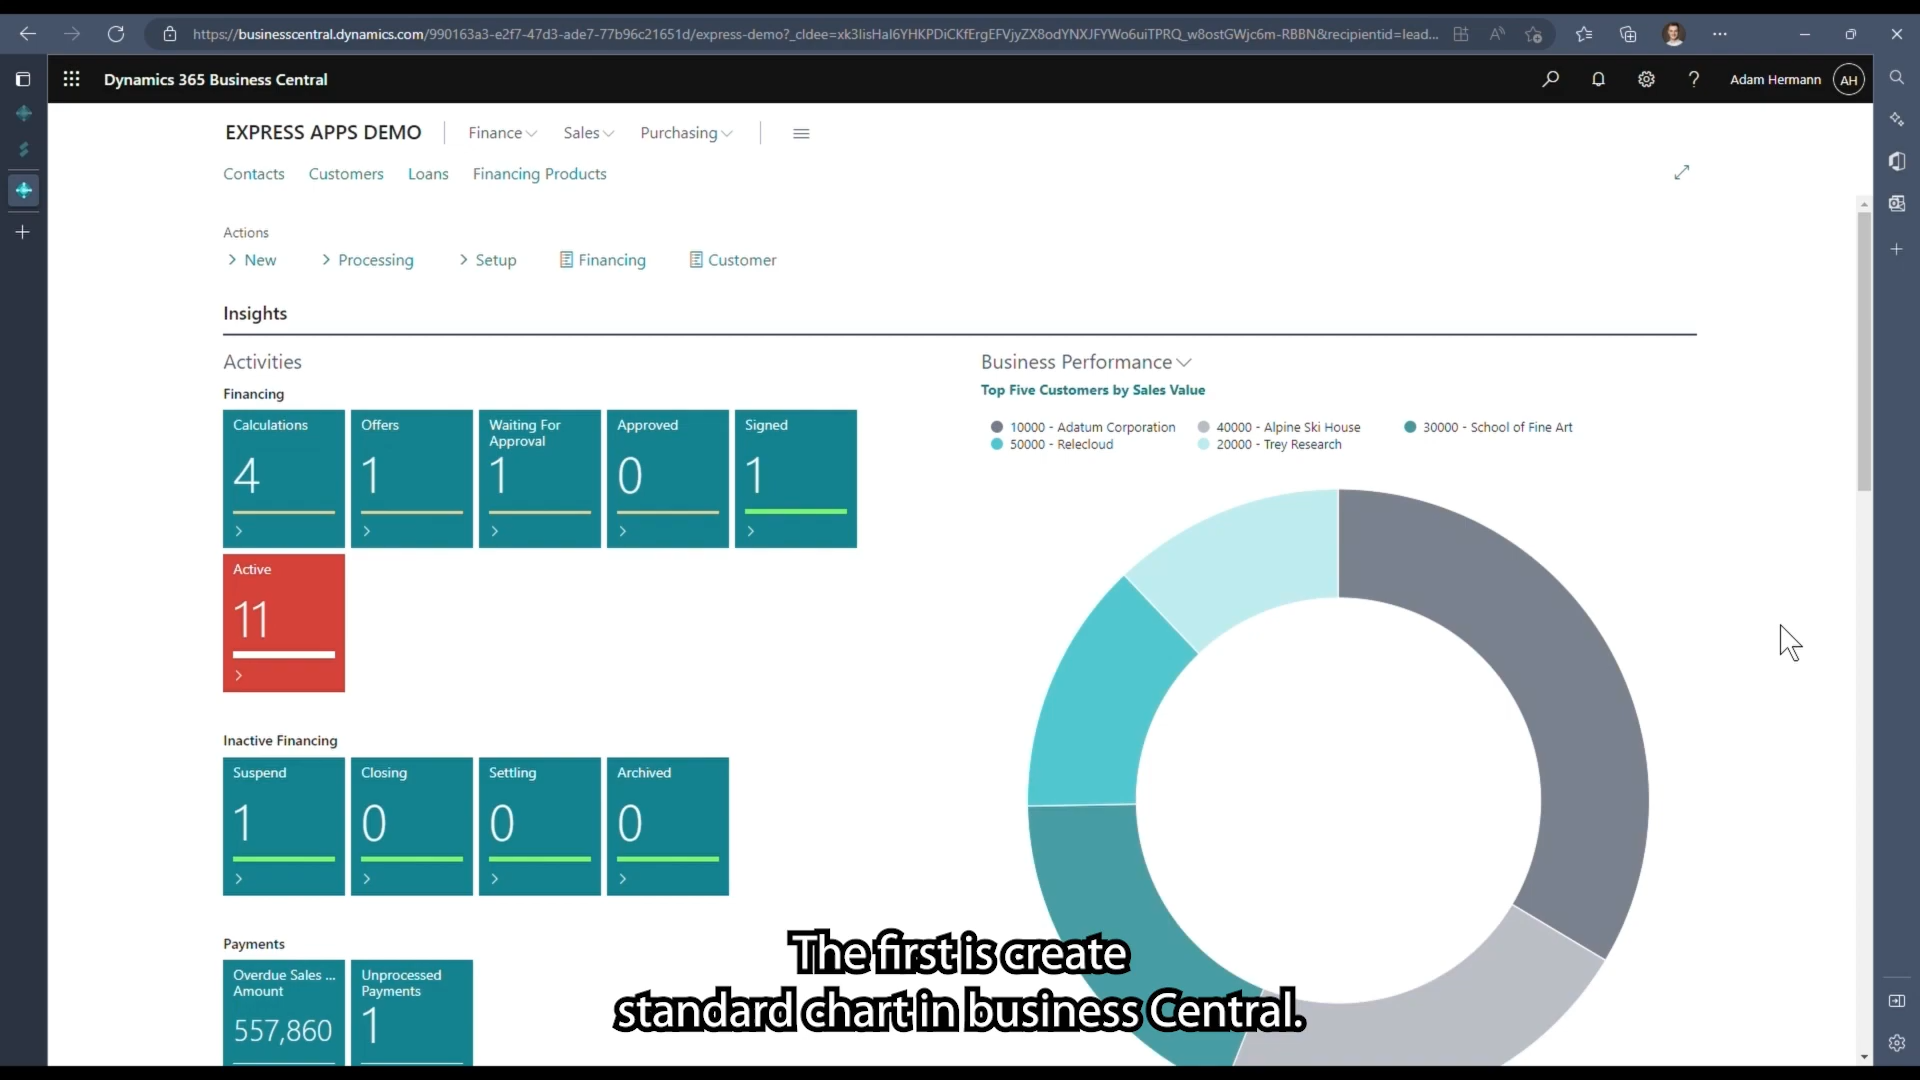 https://businesscentral.dynamics.com/990163a3-e2f7-47d3-ade7-77b96c21651d/express-demo?_cldee=xk3lisHal6YHKPDiCKfErgEFVjyZX8odYNXJFYWo6uiTPRQ_w8ostGWjc6m-RBBN&recipientid=lead...
Dynamics 365 Business Central
Adam Hermann AH
EXPRESS APPS DEMO Finance Sales Purchasing
Contacts Customers Loans Financing Products
Actions
New Processing Setup Financing Customer
Insights
Activities
Financing
Calculations
4
Offers
1
Waiting For
Approval
1
Approved
0
Signed
1
Active
11
Inactive Financing
Suspend
1
Closing
0
Settling
0
Archived
0
Payments
Overdue Sales ...
Amount
557,860
Unprocessed
Payments
1
Business Performance
Top Five Customers by Sales Value
10000 - Adatum Corporation 40000 - Alpine Ski House 30000 - School of Fine Art
50000 - Relecloud 20000 - Trey Research
The first is create
standard chart in business Central.